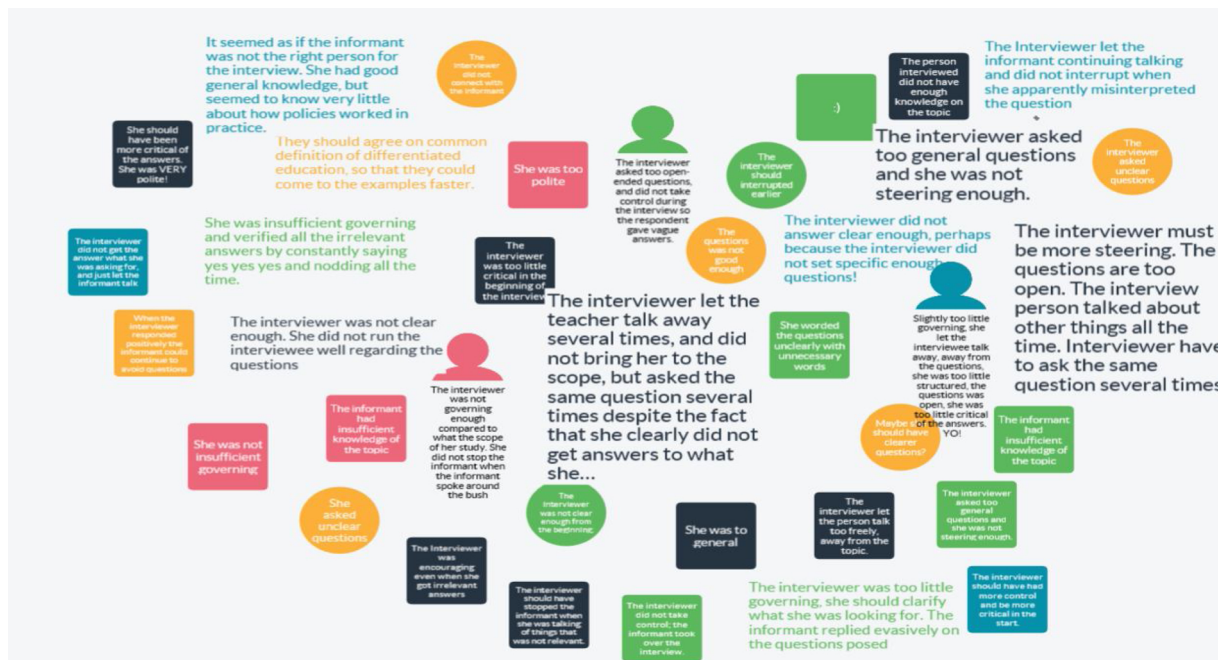 It seemed as if the informant
was not the right person for
the interview. She had good
general knowledge, but
seemed to know very little
about how policies worked in
practice.
The
interviewer
did not
connect with
the informant
The person
interviewed
did not have
enough
knowledge on
the topic
The Interviewer let the
informant continuing talking
and did not interrupt when
she apparently misinterpreted
the question
:)
She should
have been
more critical of
the answers.
She was VERY
polite!
They should agree on common
definition of differentiated
education, so that they could
come to the examples faster.
She was too
polite
The interviewer
asked too open-
ended questions,
and did not take
control during
the interview so
the respondent
gave vague
answers.
The
interviewer
should
interrupted
earlier
The interviewer asked
too general questions
and she was not
steering enough.
The
interviewer
asked unclear
questions
She was insufficient governing
and verified all the irrelevant
answers by constantly saying
yes yes yes and nodding all the
time.
The interviewer
did not get the
answer what she
was asking for,
and just let the
informant talk
The
interviewer
was too little
critical in the
beginning of
the interview
The
questions
was not
good
enough
The interviewer did not
answer clear enough, perhaps
because the interviewer did
not set specific enough
questions!
The interviewer must
be more steering. The
questions are too
open. The interview
person talked about
other things all the
time. Interviewer have
to ask the same
question several times
When the
interviewer
responded
positively the
informant could
continue to
avoid questions
The interviewer was not clear
enough. She did not run the
interviewee well regarding the
questions
The interviewer let the
teacher talk away
several times, and did
not bring her to the
scope, but asked the
same question several
times despite the fact
that she clearly did not
get answers to what
she...
She worded
the questions
unclearly with
unnecessary
words
Slightly too little
governing, she
let the
interviewee talk
away, away from
the questions,
she was too little
structured, the
questions was
open, she was
too little critical
of the answers.
YO!
The interviewer
was not
governing
enough
compared to
what the scope
of her study. She
did not stop the
informant when
the informant
spoke around
the bush
The informant
had
insufficient
knowledge of
the topic
She was not
insufficient
governing
Maybe
should have
clearer
questions?
The informant
had
insufficient
knowledge of
the topic
She
asked
unclear
questions
The
interviewer
was not clear
enough from
the beginning
She was to
general
The
interviewer let
the person talk
too freely,
away from the
topic.
The interviewer
asked too
general
questions and
she was not
steering enough.
The Interviewer
was
encouraging
even when she
got irrelevant
answers
The interviewer
should have
stopped the
informant when
she was talking
of things that
was not relevant.
The interviewer
did not take
control; the
informant took
over the
interview.
The interviewer was too little
governing, she should clarify
what she was looking for. The
informant replied evasively on
the questions posed
The interviewer
should have had
more control
and be more
critical in the
start.